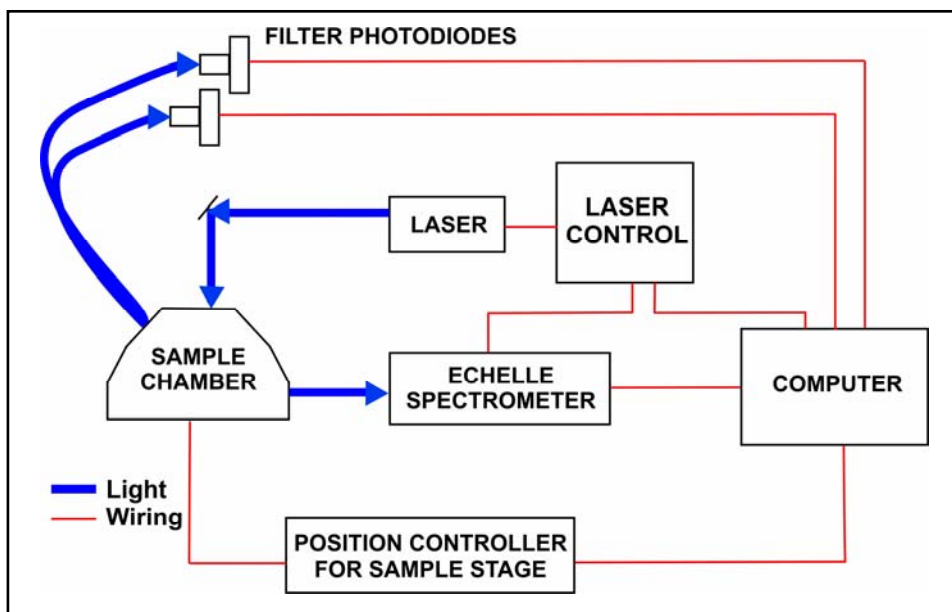 FILTER PHOTODIODES
LASER
LASER
CONTROL
SAMPLE
CHAMBER
ECHELLE
SPECTROMETER
COMPUTER
Light
Wiring
POSITION CONTROLLER
FOR SAMPLE STAGE